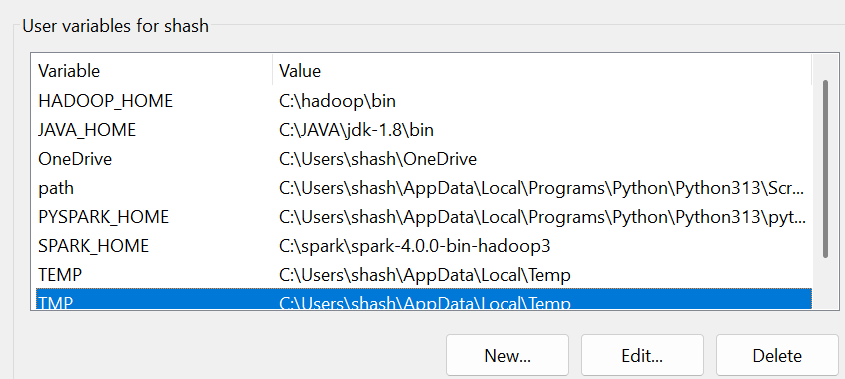 User variables for shash
Variable Value
HADOOP_HOME C:\hadoop\bin
JAVA_HOME C:\JAVA\jdk-1.8\bin
OneDrive C:\Users\shash\OneDrive
path C:\Users\shash\AppData\Local\Programs\Python\Python313\Scr...
PYSPARK_HOME C:\Users\shash\AppData\Local\Programs\Python\Python313\pyt...
SPARK_HOME C:\spark\spark-4.0.0-bin-hadoop3
TEMP C:\Users\shash\AppData\Local\Temp
TMP C:\Users\shash\AppData\Local\Temp
New... Edit... Delete